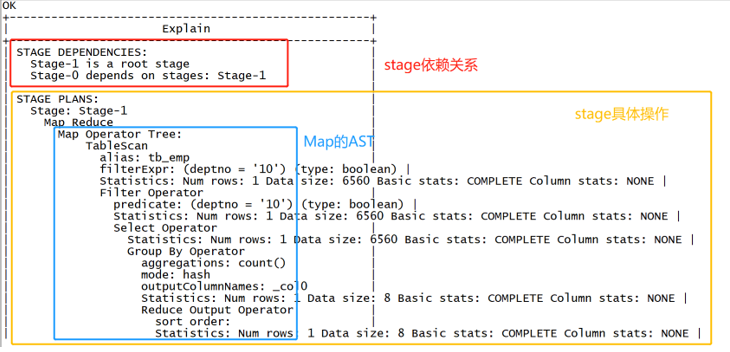 OK
Explain
STAGE DEPENDENCIES:
Stage-1 is a root stage
Stage-0 depends on stages: Stage-1
stage依赖关系
STAGE PLANS:
Stage: Stage-1
stage具体操作
Map Reduce
Map Operator Tree:
Map的AST
TableScan
alias: tb_emp
filterExpr: (deptno = '10') (type: boolean) |
Statistics: Num rows: 1 Data size: 6560 Basic stats: COMPLETE Column stats: NONE |
Filter Operator
predicate: (deptno = '10') (type: boolean) |
Statistics: Num rows: 1 Data size: 6560 Basic stats: COMPLETE Column stats: NONE |
Select Operator
Statistics: Num rows: 1 Data size: 6560 Basic stats: COMPLETE Column stats: NONE |
Group By Operator
aggregations: count()
mode: hash
outputColumnNames: _col0
Statistics: Num rows: 1 Data size: 8 Basic stats: COMPLETE Column stats: NONE |
Reduce Output Operator
sort order:
Statistics: Num rows: 1 Data size: 8 Basic stats: COMPLETE Column stats: NONE |